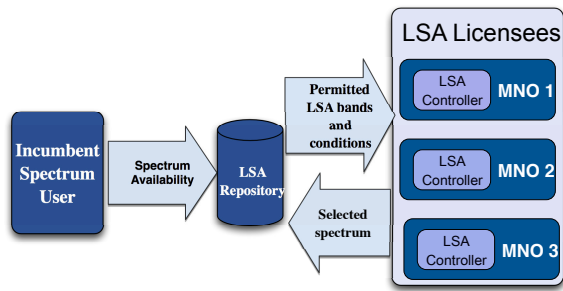 Incumbent
Spectrum
User
Spectrum
Availability
LSA
Repository
Permitted
LSA bands
and
conditions
Selected
spectrum
LSA Licensees
LSA
Controller
MNO 1
LSA
Controller
MNO 2
LSA
Controller
MNO 3